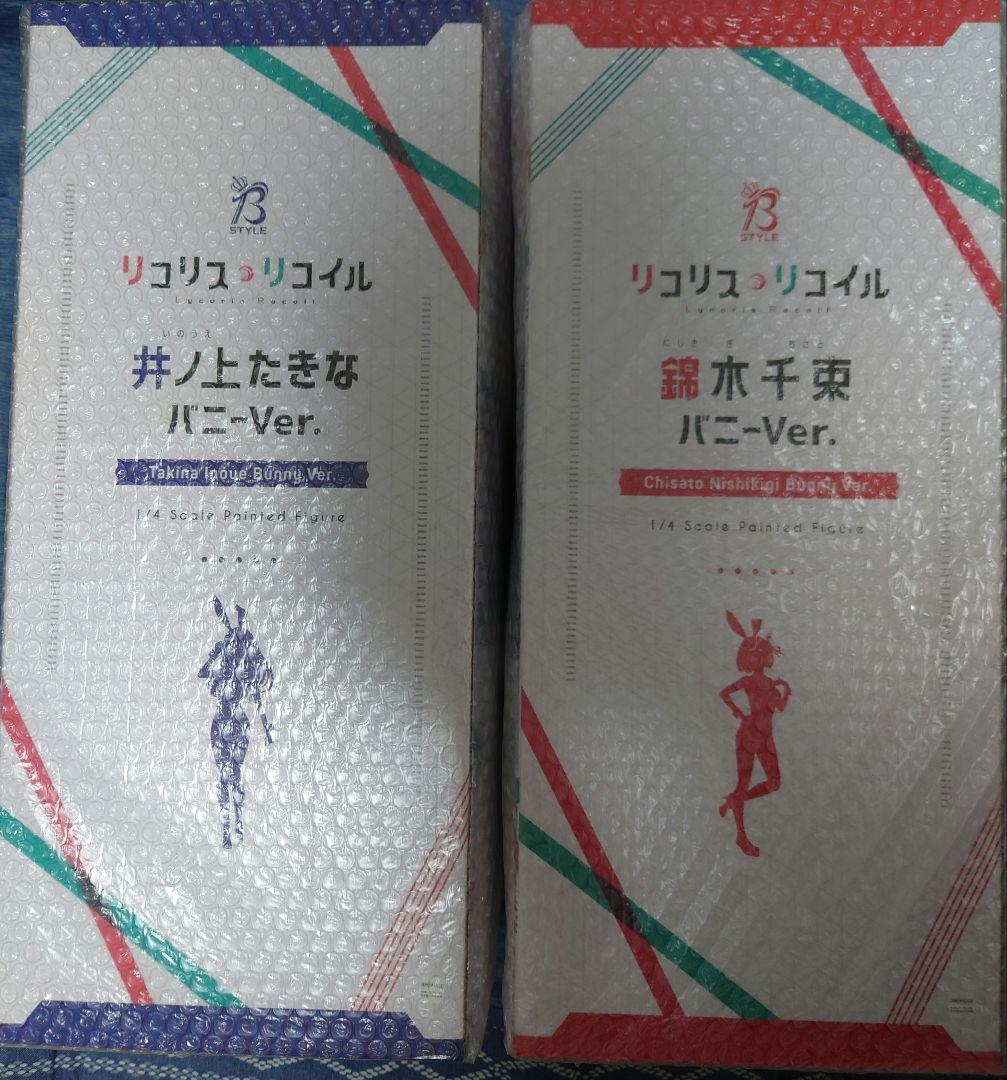 B
STYLE
リコリス リコイル
Lycoris Recoil
いのうえ
井ノ上たきな
バニーVer.
Takina Inoue Bunny Ver.
1/4 Scale Painted Figure
B
STYLE
リコリス リコイル
Lycoris Recoil
にしき ぎ ちさと
錦木千束
バニーVer.
Chisato Nishikigi Bunny Ver.
1/4 Scale Painted Figure